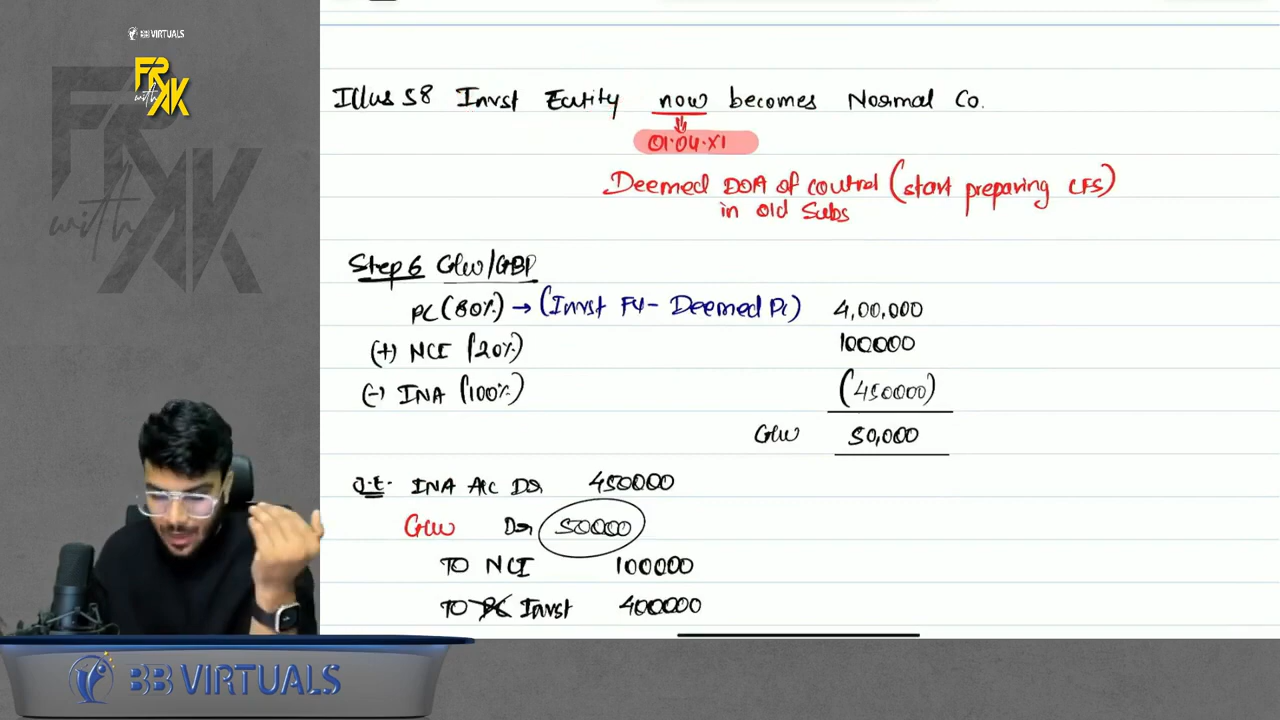 BB VIRTUALS
FR
with AK
FR
with AK
Illus 58 Invst Entity now becomes Normal Co.
01.04.X1
Deemed DOA of control (start preparing CFS)
in old Subs
Step 6 G/w/GBP
PC (80%) → (Invst FV - Deemed PC) 4,00,000
(+) NCI (20%) 100000
(-) INA (100%) (450000)
G/w 50,000
J.E. INA A/c Dr 450000
G/w Dr 50000
TO NCI 100000
TO PC Invst 400000
BB VIRTUALS